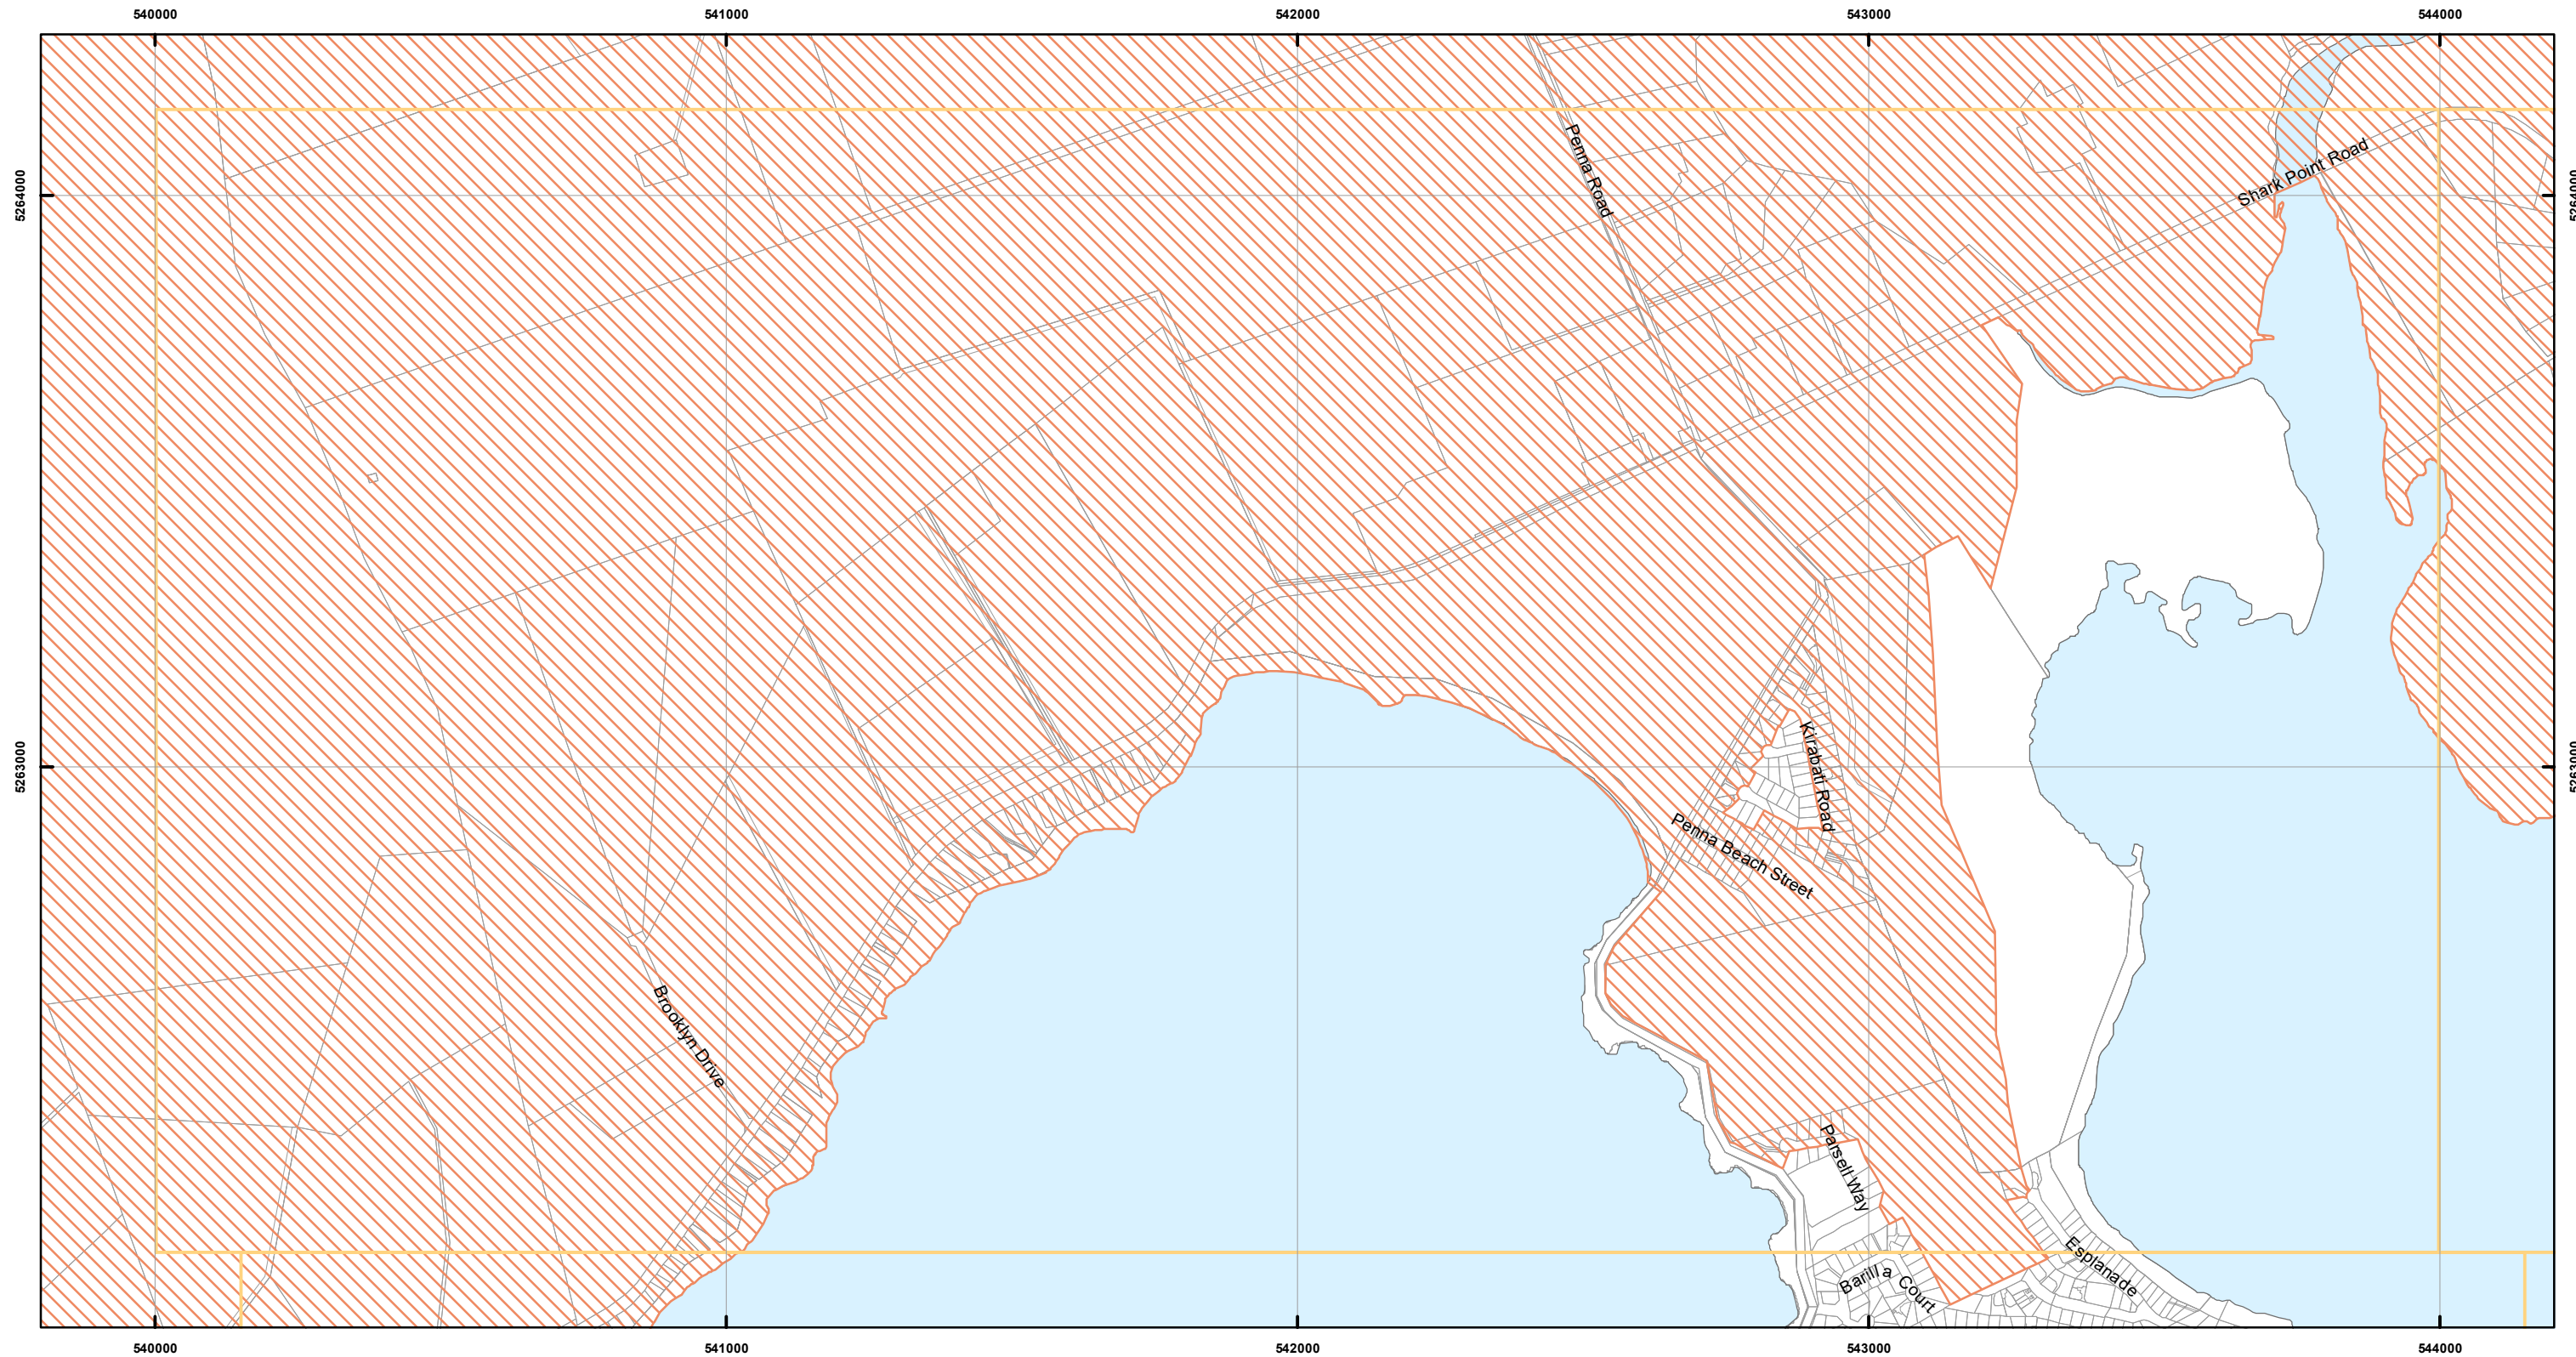 540000 541000 542000 543000 544000
Penna Road
Shark Point Road
5264000 5264000
Kirabati Road
5263000 5263000
Penna Beach Street
Brooklyn Drive
Parsell Way
Esplanade
Barilla Court
540000 541000 542000 543000 544000